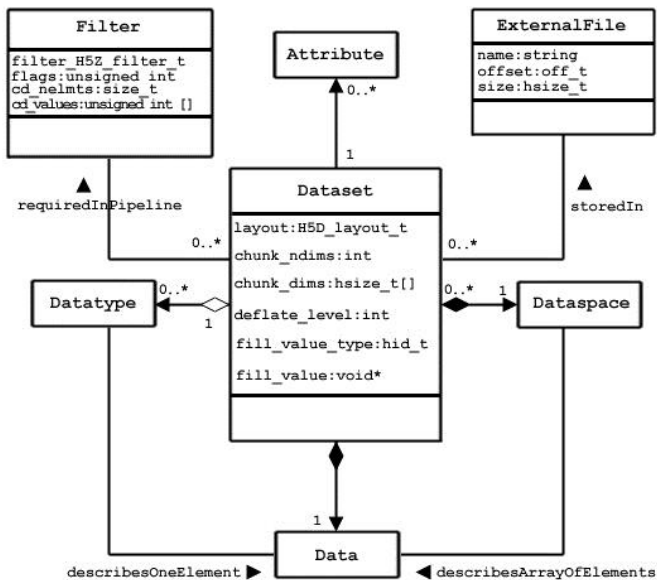 Filter
filter_H5Z_filter_t
flags:unsigned int
cd_nelmts:size_t
cd_values:unsigned int []
Attribute
ExternalFile
name:string
offset:off_t
size:hsize_t
0..*
1
requiredInPipeline
storedIn
Dataset
layout:H5D_layout_t
chunk_ndims:int
chunk_dims:hsize_t[]
deflate_level:int
fill_value_type:hid_t
fill_value:void*
0..*
0..*
Datatype
0..*
1
0..*
1
Dataspace
1
Data
describesOneElement
describesArrayOfElements